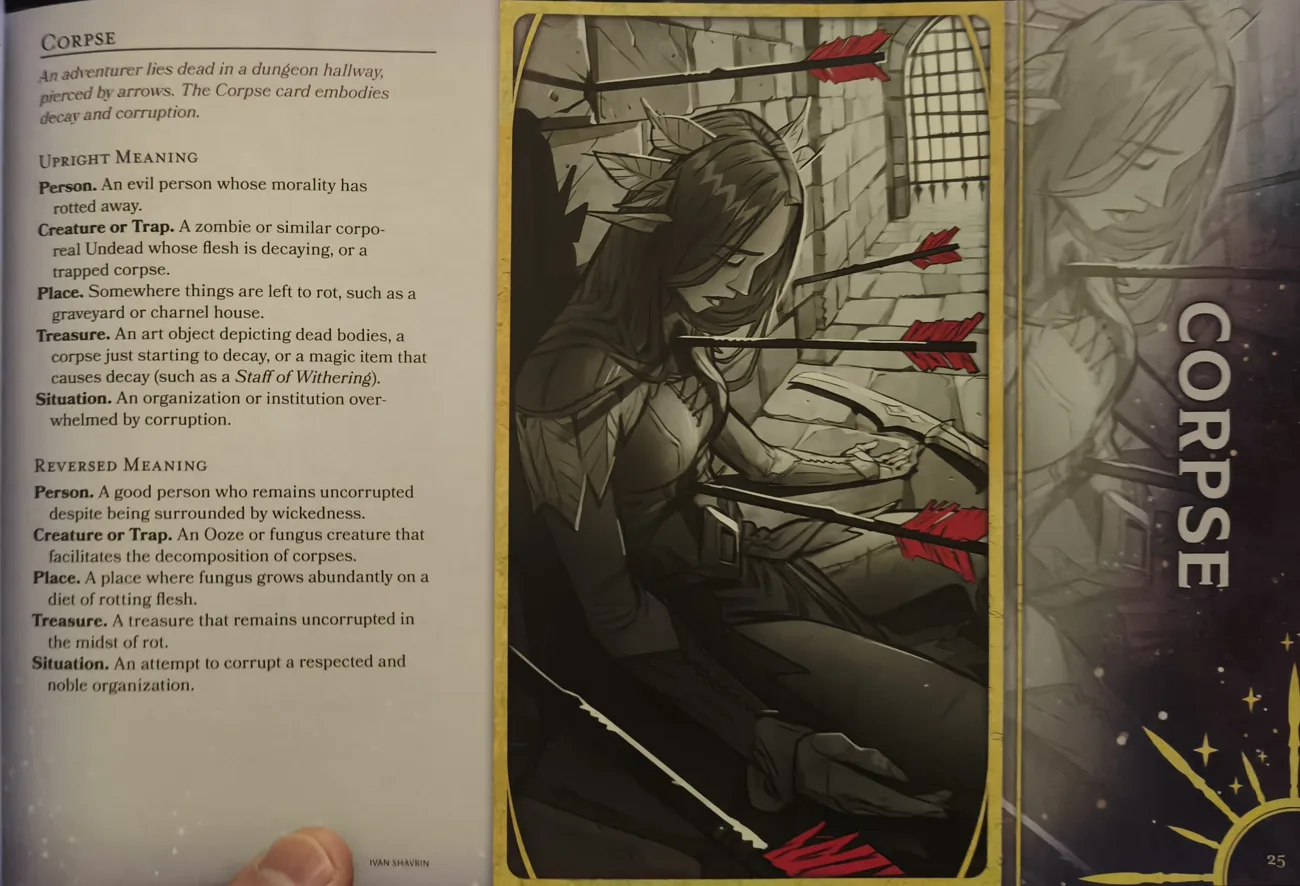 CORPSE
An adventurer lies dead in a dungeon hallway,
pierced by arrows. The Corpse card embodies
decay and corruption.
UPRIGHT MEANING
Person. An evil person whose morality has
rotted away.
Creature or Trap. A zombie or similar corpo-
real Undead whose flesh is decaying, or a
trapped corpse.
Place. Somewhere things are left to rot, such as a
graveyard or charnel house.
Treasure. An art object depicting dead bodies, a
corpse just starting to decay, or a magic item that
causes decay (such as a Staff of Withering).
Situation. An organization or institution over-
whelmed by corruption.
REVERSED MEANING
Person. A good person who remains uncorrupted
despite being surrounded by wickedness.
Creature or Trap. An Ooze or fungus creature that
facilitates the decomposition of corpses.
Place. A place where fungus grows abundantly on a
diet of rotting flesh.
Treasure. A treasure that remains uncorrupted in
the midst of rot.
Situation. An attempt to corrupt a respected and
noble organization.
IVAN SHAVRIN
CORPSE
25